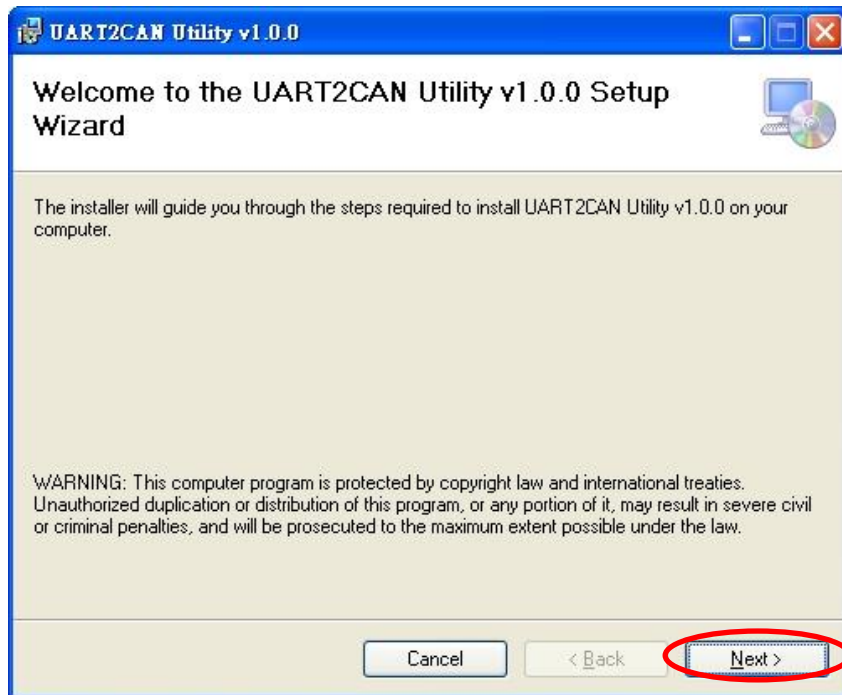 UART2CAN Utility v1.0.0
Welcome to the UART2CAN Utility v1.0.0 Setup
Wizard
The installer will guide you through the steps required to install UART2CAN Utility v1.0.0 on your
computer.
WARNING: This computer program is protected by copyright law and international treaties.
Unauthorized duplication or distribution of this program, or any portion of it, may result in severe civil
or criminal penalties, and will be prosecuted to the maximum extent possible under the law.
Cancel < Back Next >